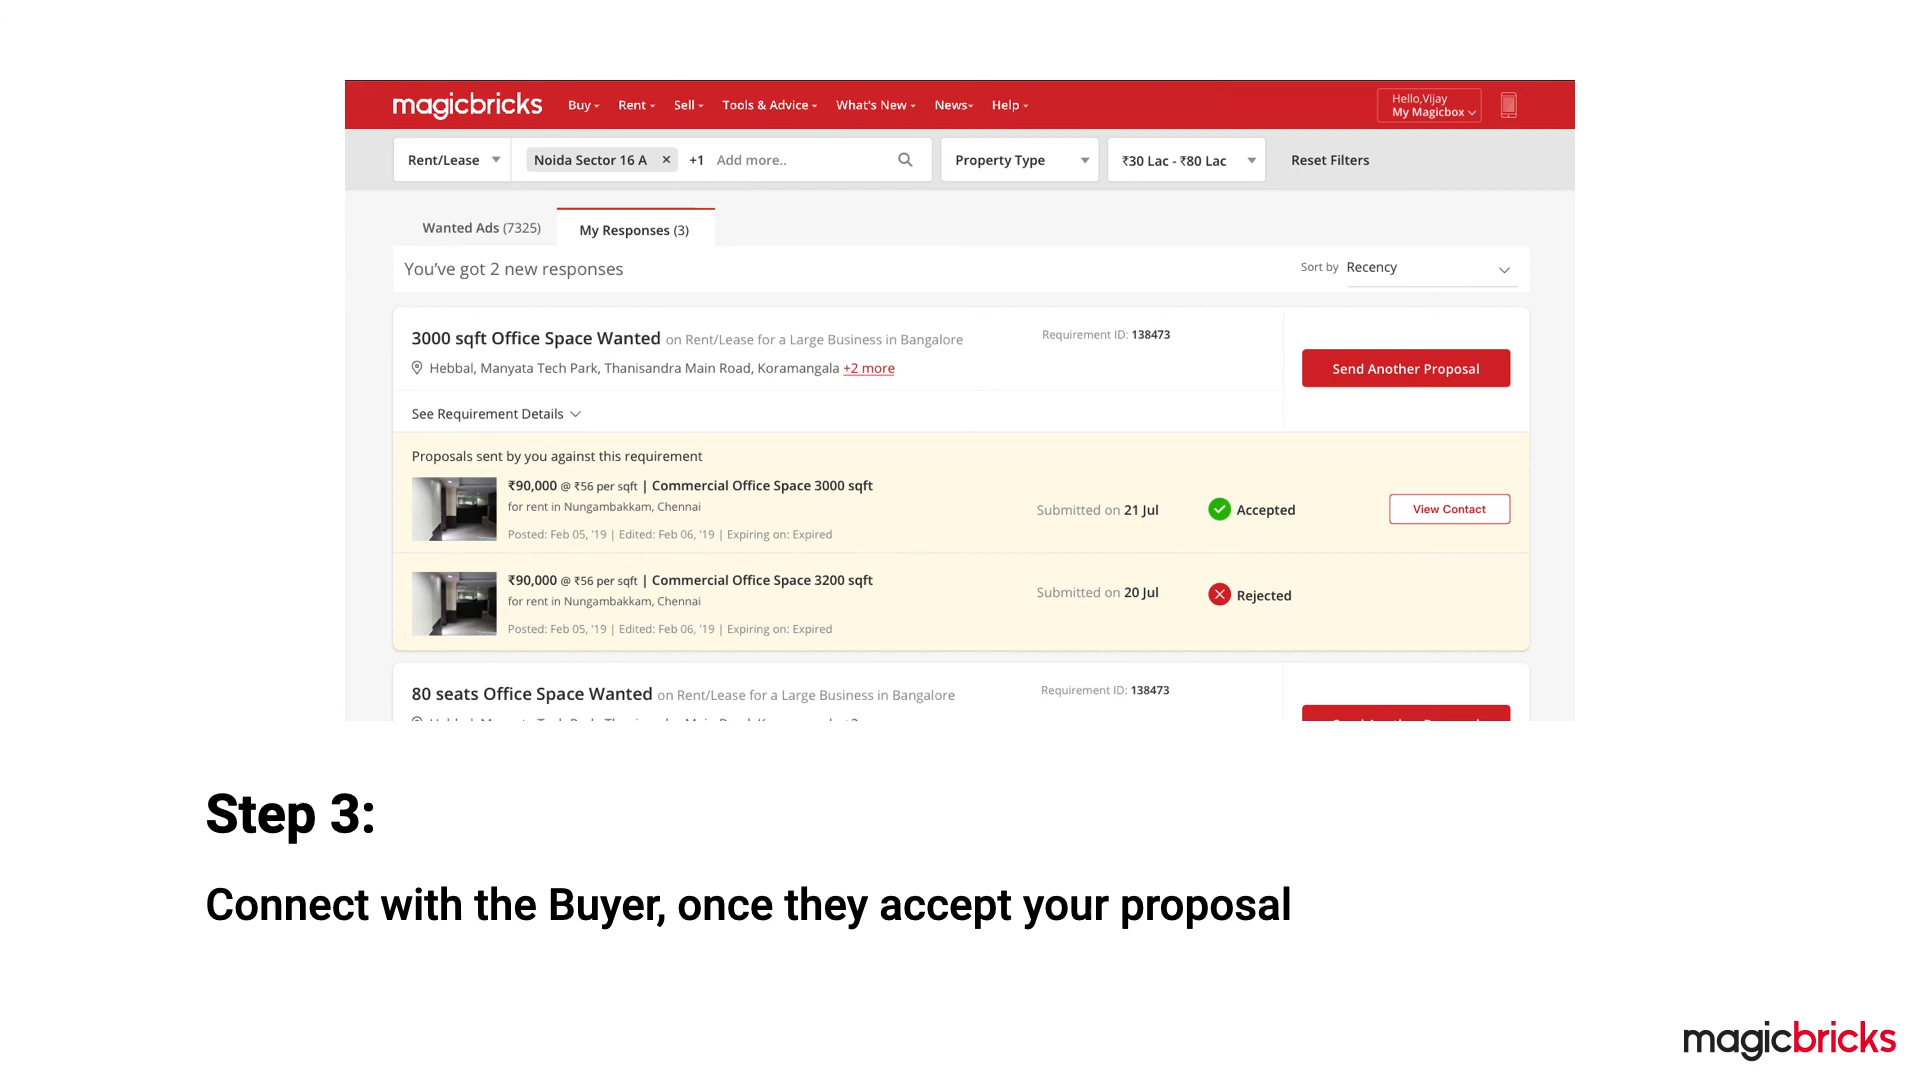 magicbricks Buy Rent Sell Tools & Advice What's New News Help Hello,Vijay
My Magicbox
Rent/Lease Noida Sector 16 A ✕ +1 Add more.. Property Type ₹30 Lac - ₹80 Lac Reset Filters
Wanted Ads (7325) My Responses (3)
You've got 2 new responses Sort by Recency
3000 sqft Office Space Wanted on Rent/Lease for a Large Business in Bangalore Requirement ID: 138473
Hebbal, Manyata Tech Park, Thanisandra Main Road, Koramangala +2 more
Send Another Proposal
See Requirement Details
Proposals sent by you against this requirement
₹90,000 @ ₹56 per sqft | Commercial Office Space 3000 sqft
for rent in Nungambakkam, Chennai
Submitted on 21 Jul Accepted View Contact
Posted: Feb 05, '19 | Edited: Feb 06, '19 | Expiring on: Expired
₹90,000 @ ₹56 per sqft | Commercial Office Space 3200 sqft
for rent in Nungambakkam, Chennai
Submitted on 20 Jul Rejected
Posted: Feb 05, '19 | Edited: Feb 06, '19 | Expiring on: Expired
80 seats Office Space Wanted on Rent/Lease for a Large Business in Bangalore Requirement ID: 138473
Step 3:
Connect with the Buyer, once they accept your proposal
magicbricks